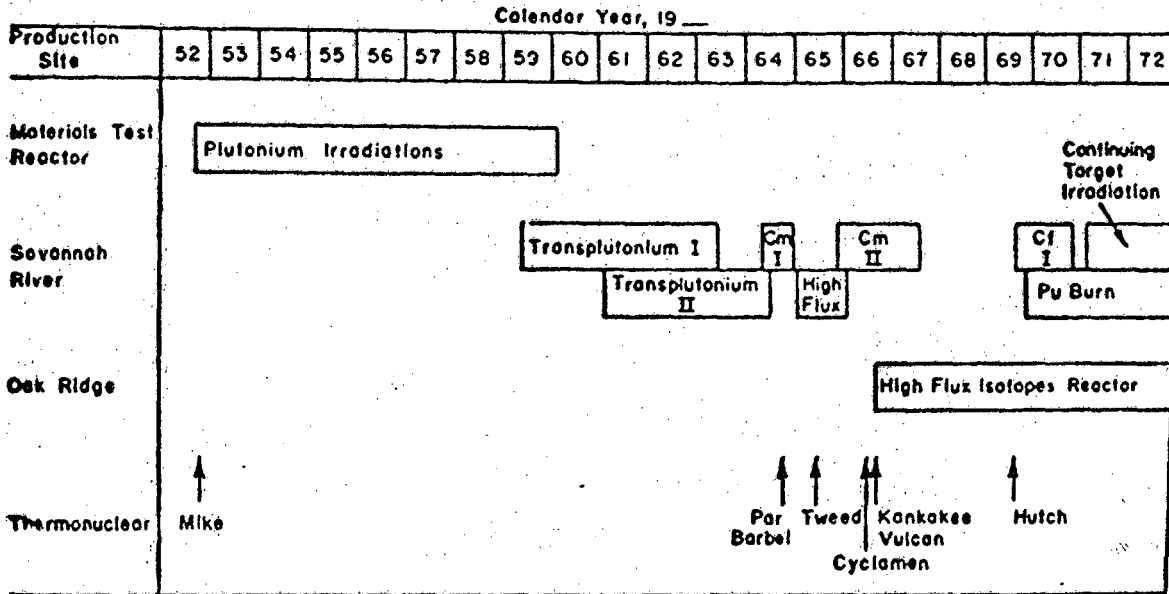 Calendar Year, 19__
Production
Site
52 53 54 55 56 57 58 59 60 61 62 63 64 65 66 67 68 69 70 71 72
Materials Test
Reactor
Plutonium Irradiations
Continuing
Target
Irradiation
Savannah
River
Transplutonium I
Cm
I
Cm
II
Cf
I
Transplutonium
II
High
Flux
Pu Burn
Oak Ridge
High Flux Isotopes Reactor
Thermonuclear
Mike
Par
Barbel
Tweed
Cyclamen
Kankakee
Vulcan
Hutch